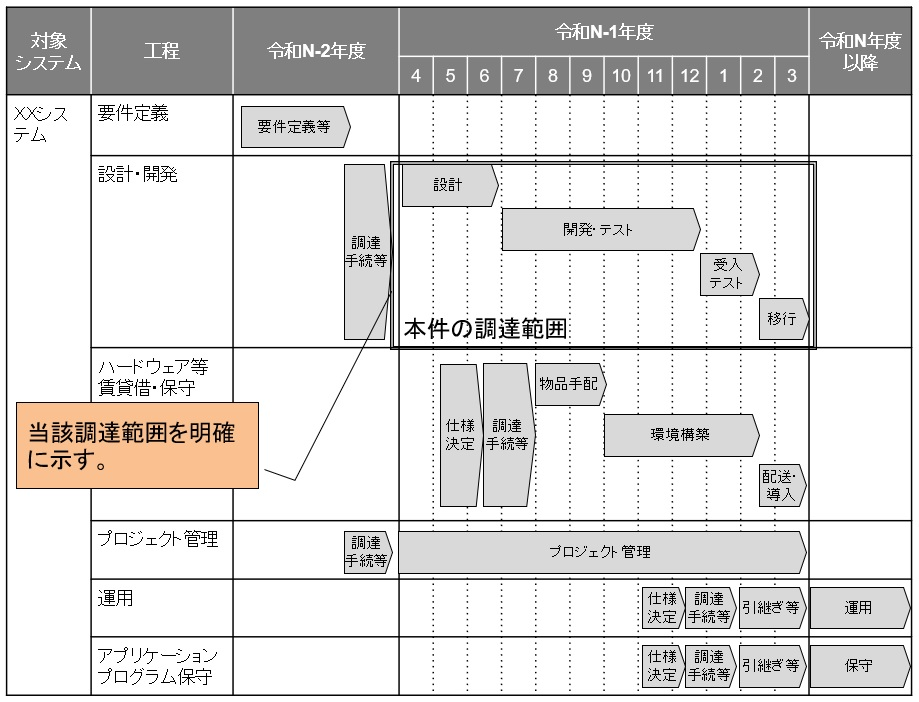 対象
システム
工程
令和N-2年度
令和N-1年度
令和N年度
以降
4 5 6 7 8 9 10 11 12 1 2 3
XXシス
テム
要件定義
要件定義等
設計・開発
調達
手続等
設計
開発・テスト
受入
テスト
移行
本件の調達範囲
ハードウェア等
賃貸借・保守
仕様
決定
調達
手続等
物品手配
環境構築
配送・
導入
当該調達範囲を明確
に示す。
プロジェクト管理
調達
手続等
プロジェクト管理
運用
仕様
決定
調達
手続等
引継ぎ等
運用
アプリケーション
プログラム保守
仕様
決定
調達
手続等
引継ぎ等
保守